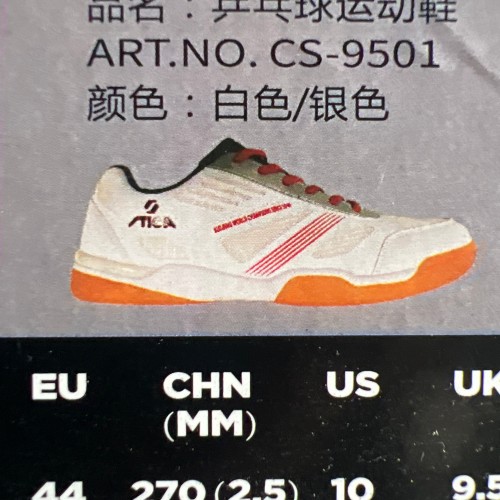 品名：乒乓球运动鞋
ART.NO. CS-9501
颜色：白色/银色
STIGA
EU CHN US UK
(MM)
44 270 (2.5) 10 9.5